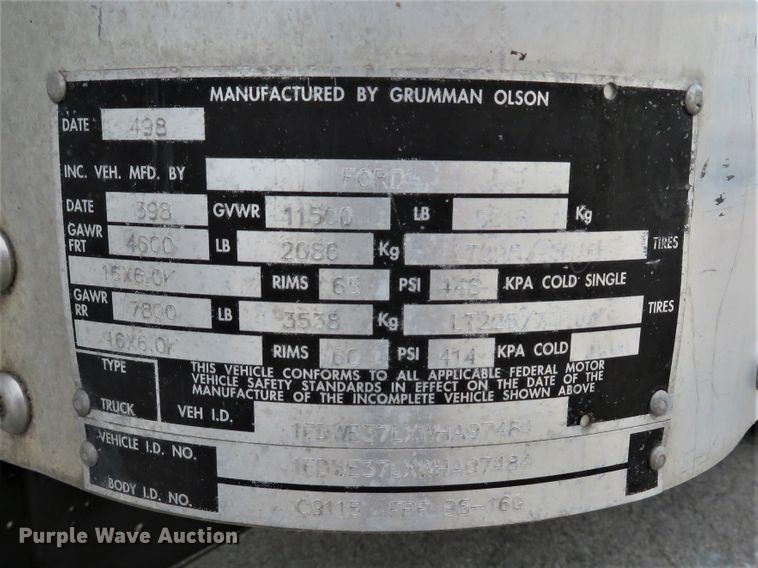 MANUFACTURED BY GRUMMAN OLSON
DATE 498
INC. VEH. MFD. BY FORD
DATE 398 GVWR 11500 LB Kg
GAWR FRT 4600 LB 2086 Kg TIRES
16X6.0K RIMS 65 PSI 448 KPA COLD SINGLE
GAWR RR 7800 LB 3538 Kg TIRES
16X6.0K RIMS 60 PSI 414 KPA COLD
TYPE TRUCK
THIS VEHICLE CONFORMS TO ALL APPLICABLE FEDERAL MOTOR
VEHICLE SAFETY STANDARDS IN EFFECT ON THE DATE OF THE
MANUFACTURE OF THE INCOMPLETE VEHICLE SHOWN ABOVE
VEH I.D. 1FDWE37LXWHA97484
VEHICLE I.D. NO. 1FDWE37LXWHA97484
BODY I.D. NO.
Purple Wave Auction